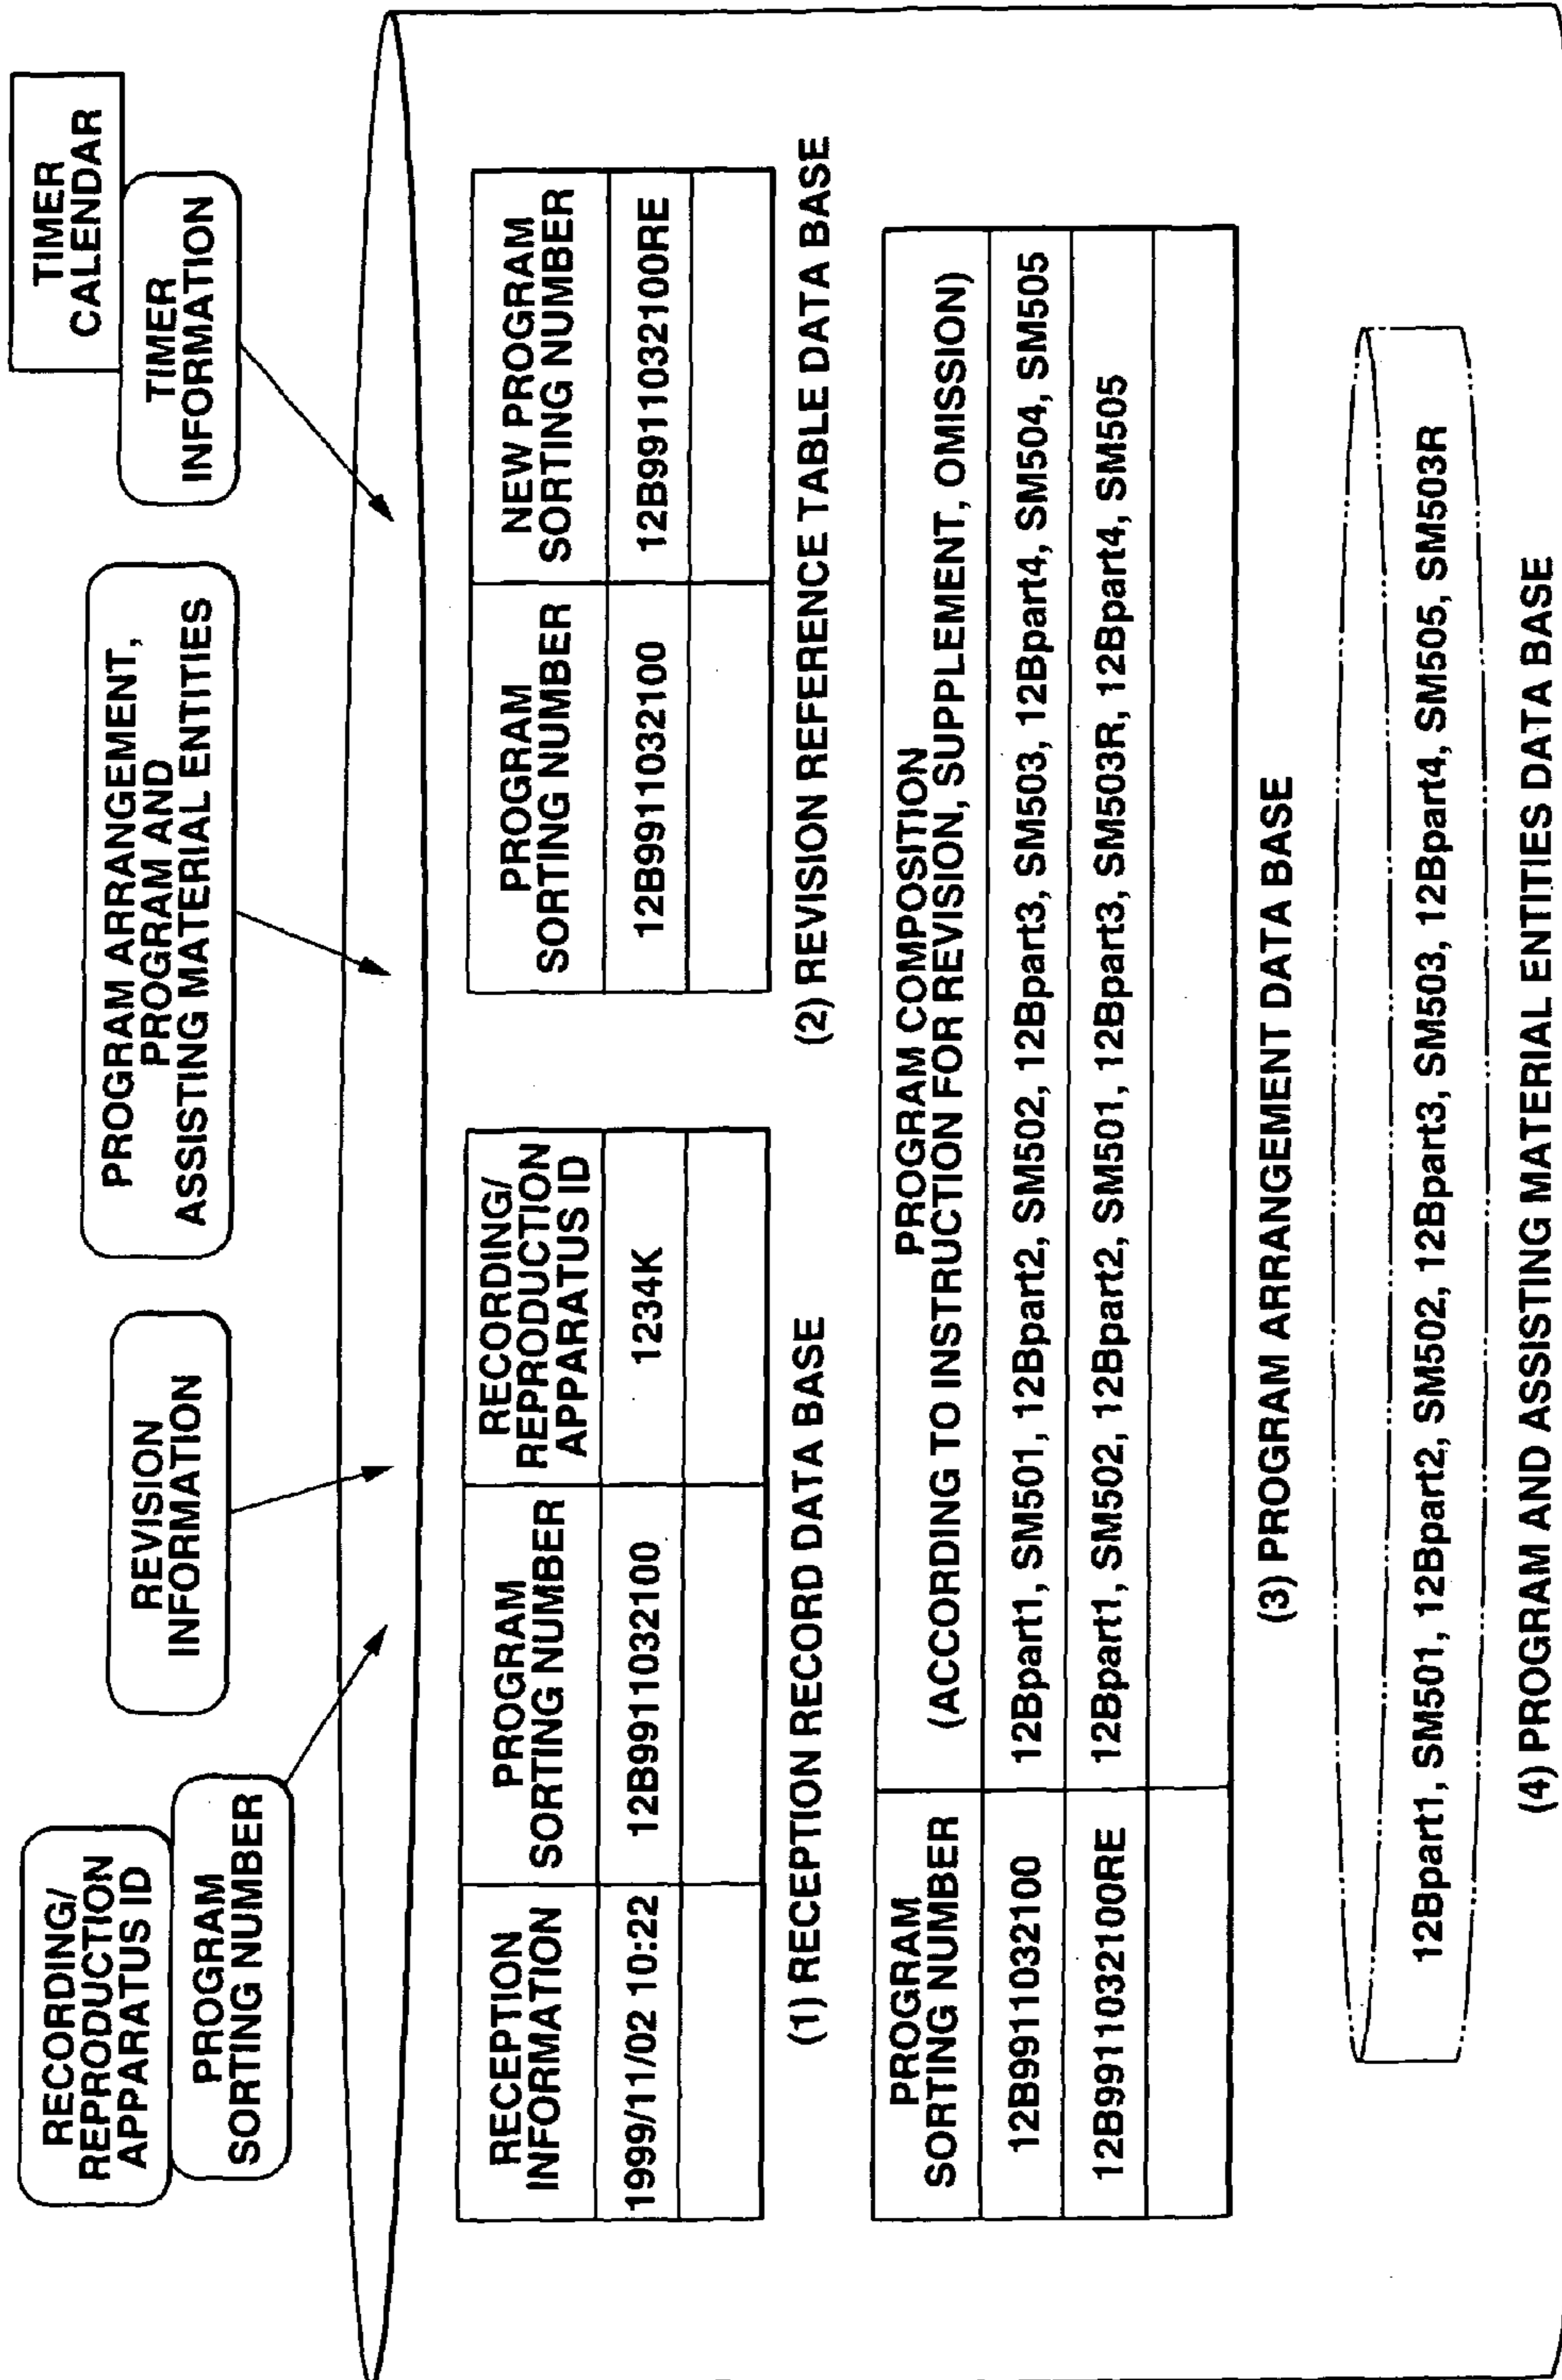 RECORDING/
REPRODUCTION
APPARATUS ID
PROGRAM
SORTING NUMBER
REVISION
INFORMATION
PROGRAM ARRANGEMENT,
PROGRAM AND
ASSISTING MATERIAL ENTITIES
TIMER
CALENDAR
TIMER
INFORMATION
RECEPTION
INFORMATION
PROGRAM
SORTING NUMBER
RECORDING/
REPRODUCTION
APPARATUS ID
1999/11/02 10:22
12B9911032100
1234K
(1) RECEPTION RECORD DATA BASE
PROGRAM
SORTING NUMBER
NEW PROGRAM
SORTING NUMBER
12B9911032100
12B9911032100RE
(2) REVISION REFERENCE TABLE DATA BASE
PROGRAM
SORTING NUMBER
PROGRAM COMPOSITION
(ACCORDING TO INSTRUCTION FOR REVISION, SUPPLEMENT, OMISSION)
12B9911032100
12Bpart1, SM501, 12Bpart2, SM502, 12Bpart3, SM503, 12Bpart4, SM504, SM505
12B9911032100RE
12Bpart1, SM502, 12Bpart2, SM501, 12Bpart3, SM503R, 12Bpart4, SM505
(3) PROGRAM ARRANGEMENT DATA BASE
12Bpart1, SM501, 12Bpart2, SM502, 12Bpart3, SM503, 12Bpart4, SM505, SM503R
(4) PROGRAM AND ASSISTING MATERIAL ENTITIES DATA BASE